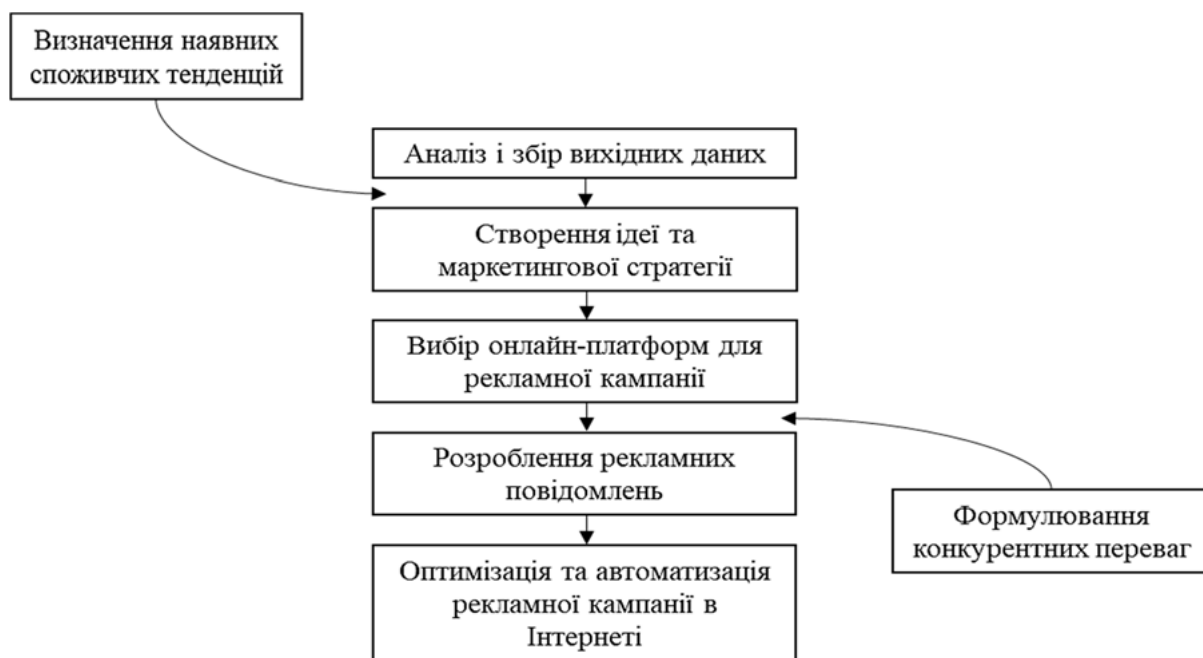 Визначення наявних
споживчих тенденцій
Аналіз і збір вихідних даних
Створення ідеї та
маркетингової стратегії
Вибір онлайн-платформ для
рекламної кампанії
Розроблення рекламних
повідомлень
Формулювання
конкурентних переваг
Оптимізація та автоматизація
рекламної кампанії в
Інтернеті